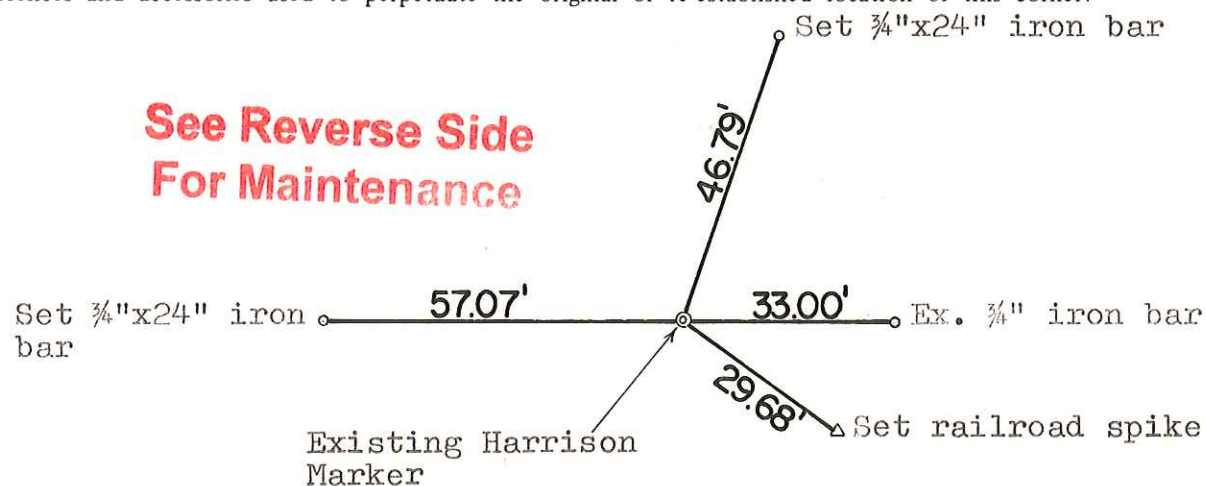 Set ¾"x24" iron bar
See Reverse Side
For Maintenance
46.79'
Set ¾"x24" iron
bar
57.07'
33.00'
Ex. ¾" iron bar
29.68'
Set railroad spike
Existing Harrison
Marker